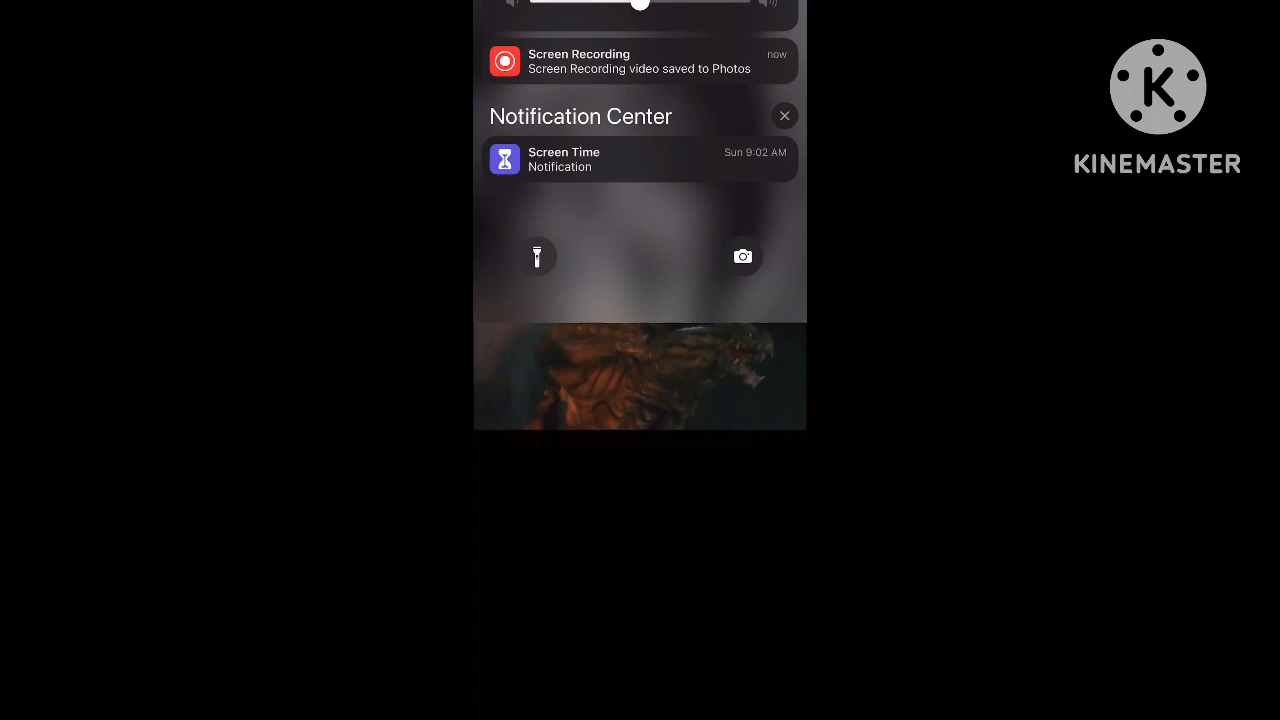 Screen Recording
now
Screen Recording video saved to Photos
Notification Center
Screen Time
Sun 9:02 AM
Notification
K
KINEMASTER